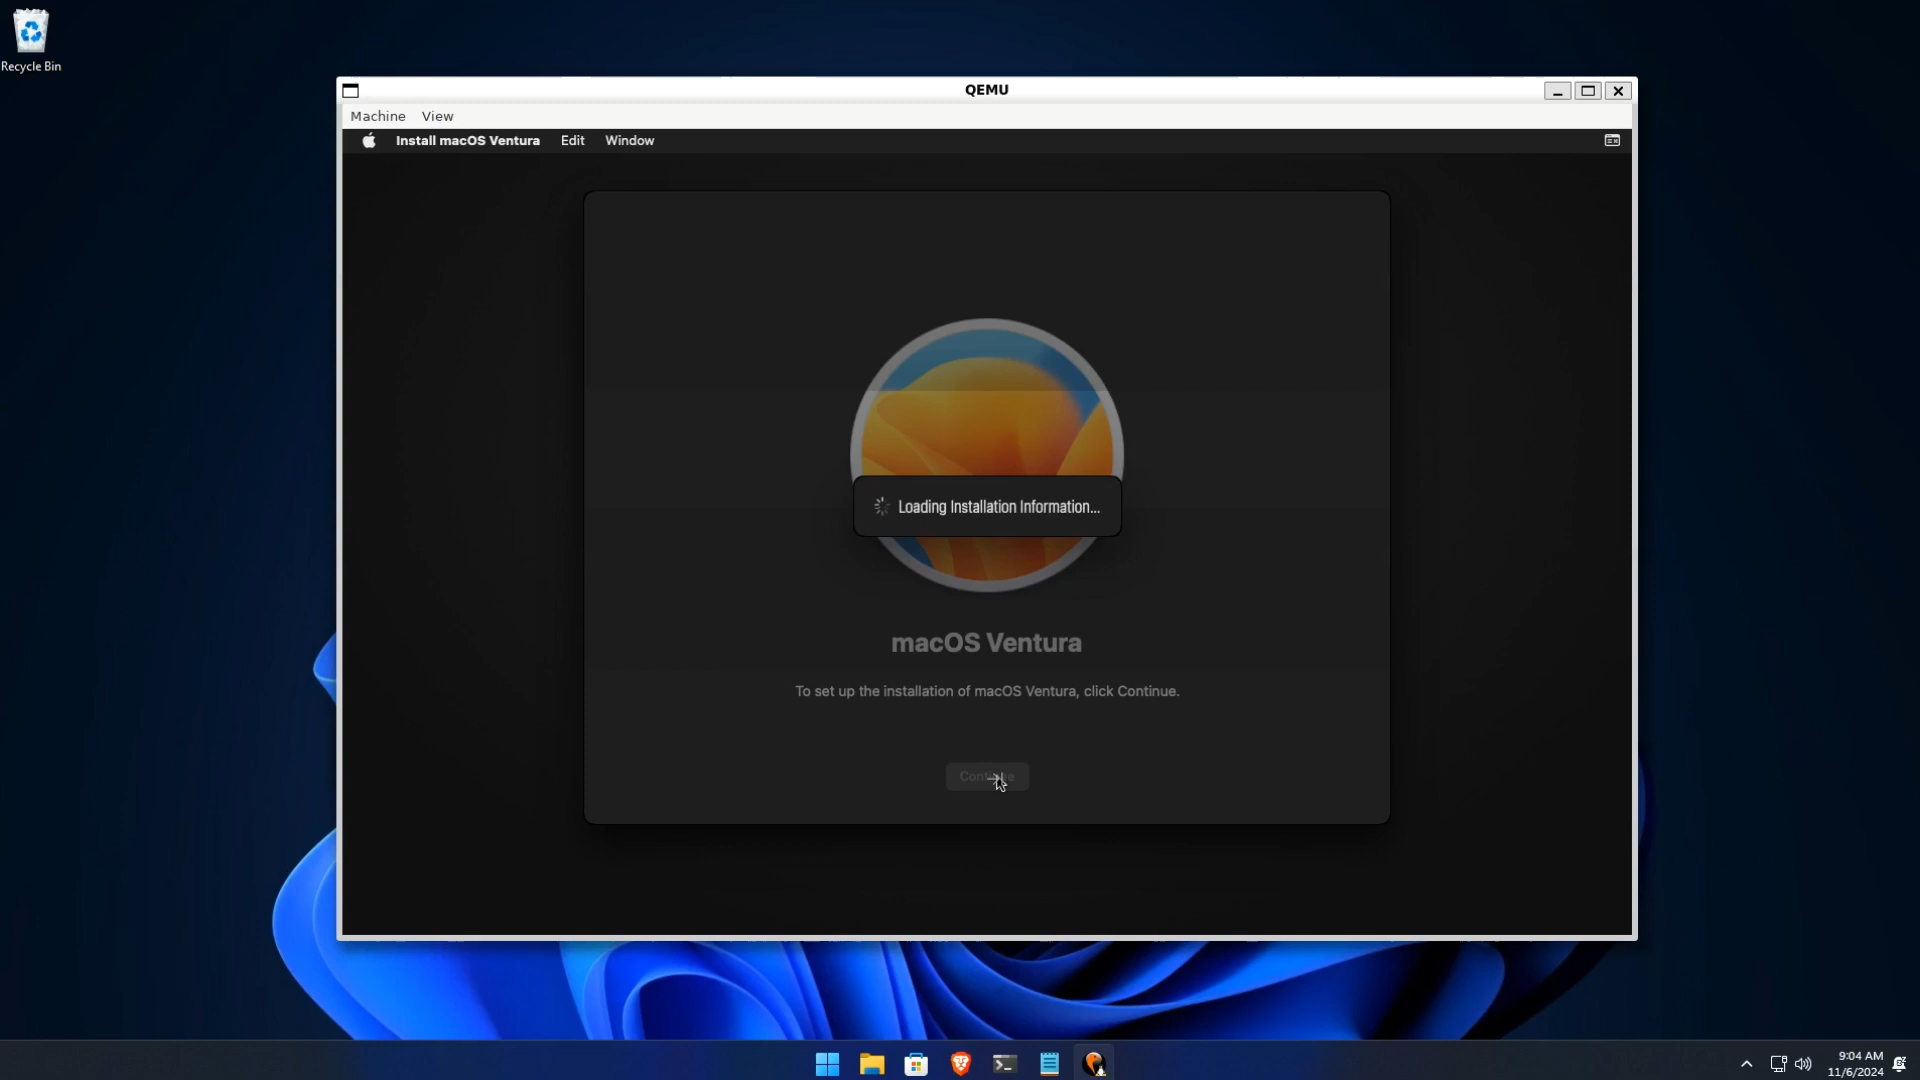 Recycle Bin
QEMU
Machine View
Install macOS Ventura Edit Window
Loading Installation Information...
macOS Ventura
To set up the installation of macOS Ventura, click Continue.
Continue
9:04 AM
11/6/2024